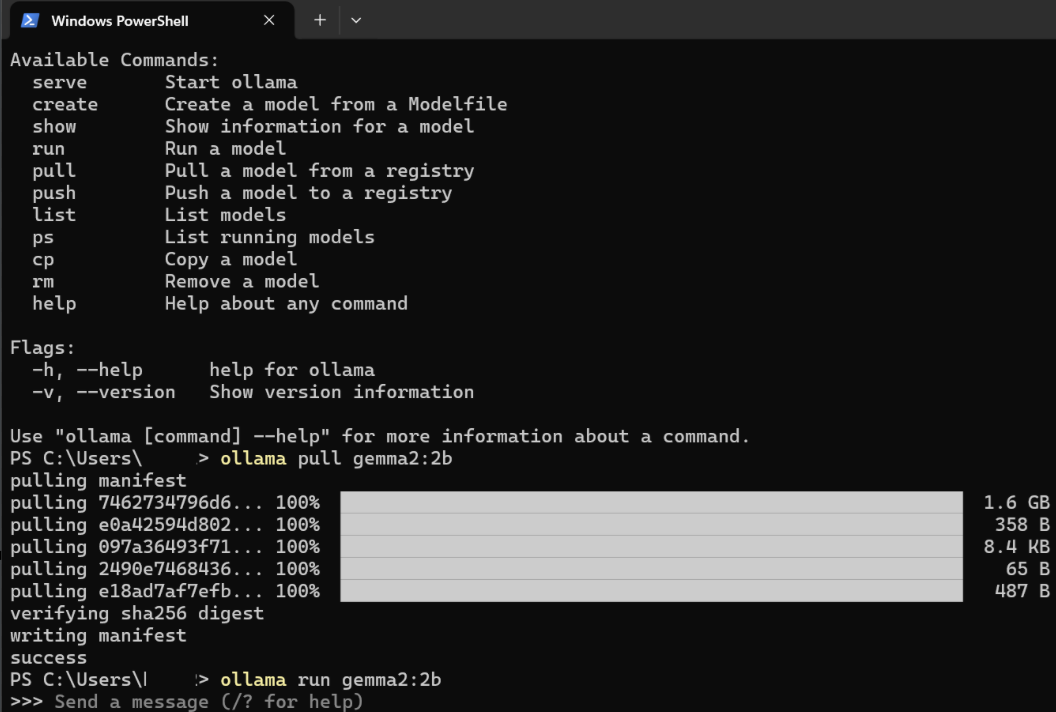 Windows PowerShell
Available Commands:
  serve       Start ollama
  create      Create a model from a Modelfile
  show        Show information for a model
  run         Run a model
  pull        Pull a model from a registry
  push        Push a model to a registry
  list        List models
  ps          List running models
  cp          Copy a model
  rm          Remove a model
  help        Help about any command

Flags:
  -h, --help      help for ollama
  -v, --version   Show version information

Use "ollama [command] --help" for more information about a command.
PS C:\Users\     > ollama pull gemma2:2b
pulling manifest
pulling 7462734796d6... 100% 1.6 GB
pulling e0a42594d802... 100% 358 B
pulling 097a36493f71... 100% 8.4 KB
pulling 2490e7468436... 100% 65 B
pulling e18ad7af7efb... 100% 487 B
verifying sha256 digest
writing manifest
success
PS C:\Users\     > ollama run gemma2:2b
>>> Send a message (/? for help)